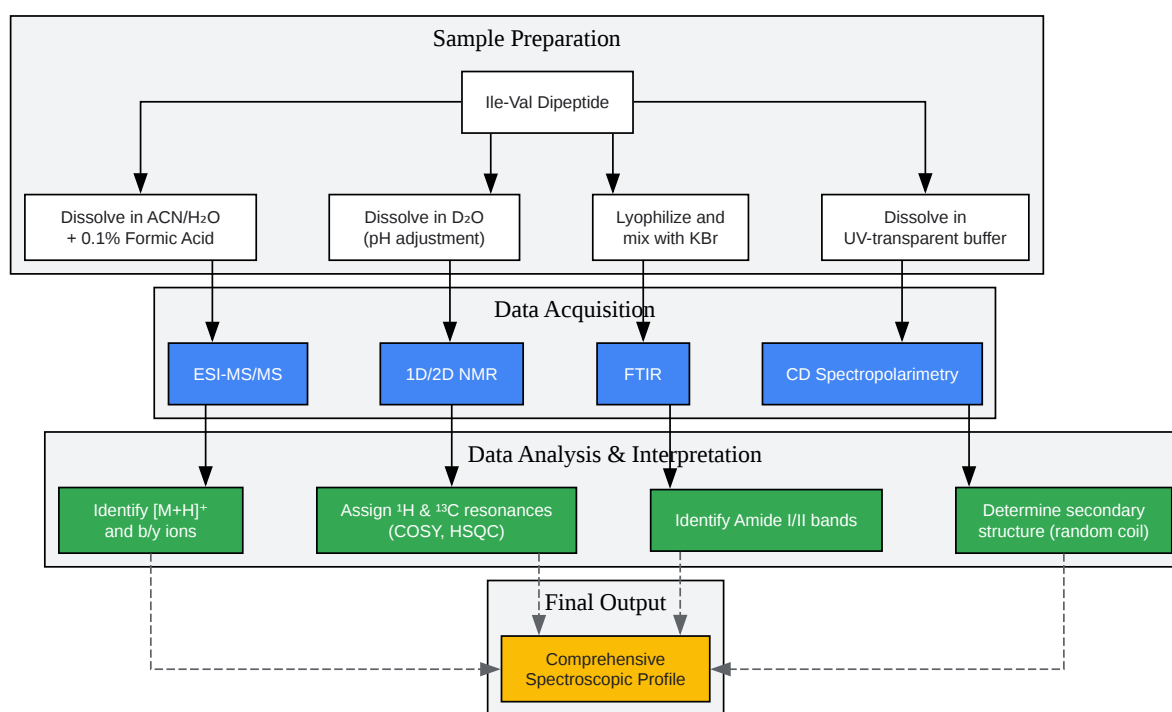 Sample Preparation
Ile-Val Dipeptide
Dissolve in ACN/H₂O
+ 0.1% Formic Acid
Dissolve in D₂O
(pH adjustment)
Lyophilize and
mix with KBr
Dissolve in
UV-transparent buffer
Data Acquisition
ESI-MS/MS
1D/2D NMR
FTIR
CD Spectropolarimetry
Data Analysis & Interpretation
Identify [M+H]⁺
and b/y ions
Assign ¹H & ¹³C resonances
(COSY, HSQC)
Identify Amide I/II bands
Determine secondary
structure (random coil)
Final Output
Comprehensive
Spectroscopic Profile